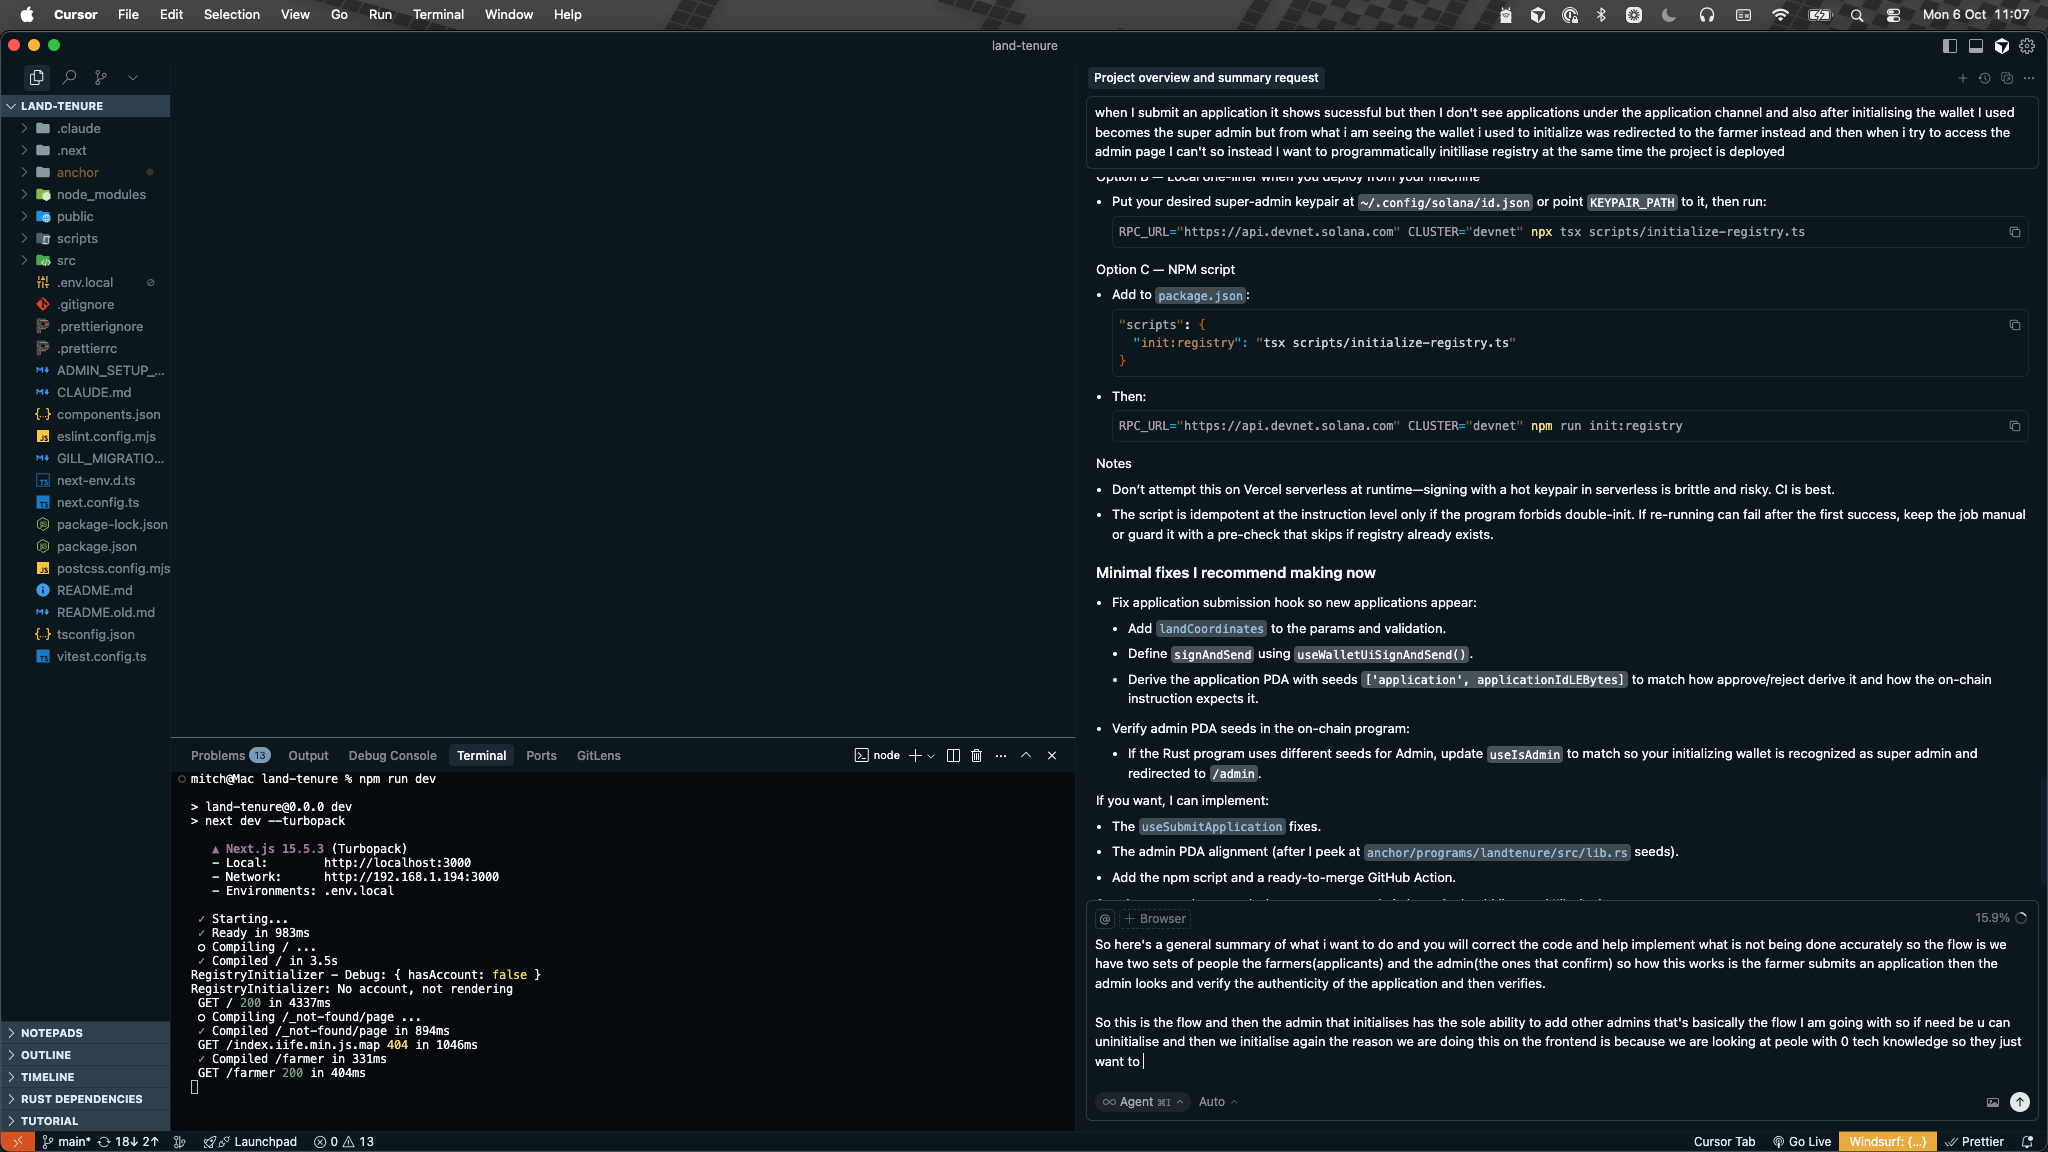 Cursor File Edit Selection View Go Run Terminal Window Help
Mon 6 Oct 11:07
land-tenure
LAND-TENURE
.claude
.next
anchor
node_modules
public
scripts
src
.env.local
.gitignore
.prettierignore
.prettierrc
ADMIN_SETUP_...
CLAUDE.md
components.json
eslint.config.mjs
GILL_MIGRATIO...
next-env.d.ts
next.config.ts
package-lock.json
package.json
postcss.config.mjs
README.md
README.old.md
tsconfig.json
vitest.config.ts
NOTEPADS
OUTLINE
TIMELINE
RUST DEPENDENCIES
TUTORIAL
Problems 13 Output Debug Console Terminal Ports GitLens
node
mitch@Mac land-tenure % npm run dev
> land-tenure@0.0.0 dev
> next dev --turbopack
▲ Next.js 15.5.3 (Turbopack)
- Local: http://localhost:3000
- Network: http://192.168.1.194:3000
- Environments: .env.local
✓ Starting...
✓ Ready in 983ms
○ Compiling / ...
✓ Compiled / in 3.5s
RegistryInitializer - Debug: { hasAccount: false }
RegistryInitializer: No account, not rendering
GET / 200 in 4337ms
○ Compiling /_not-found/page ...
✓ Compiled /_not-found/page in 894ms
GET /index.iife.min.js.map 404 in 1046ms
✓ Compiled /farmer in 331ms
GET /farmer 200 in 404ms
Project overview and summary request
when I submit an application it shows sucessful but then I don't see applications under the application channel and also after initialising the wallet I used
becomes the super admin but from what i am seeing the wallet i used to initialize was redirected to the farmer instead and then when i try to access the
admin page I can't so instead I want to programmatically initiliase registry at the same time the project is deployed
Option B — Local one-liner when you deploy from your machine
• Put your desired super-admin keypair at ~/.config/solana/id.json or point KEYPAIR_PATH to it, then run:
RPC_URL="https://api.devnet.solana.com" CLUSTER="devnet" npx tsx scripts/initialize-registry.ts
Option C — NPM script
• Add to package.json:
"scripts": {
"init:registry": "tsx scripts/initialize-registry.ts"
}
• Then:
RPC_URL="https://api.devnet.solana.com" CLUSTER="devnet" npm run init:registry
Notes
• Don't attempt this on Vercel serverless at runtime—signing with a hot keypair in serverless is brittle and risky. CI is best.
• The script is idempotent at the instruction level only if the program forbids double-init. If re-running can fail after the first success, keep the job manual
or guard it with a pre-check that skips if registry already exists.
Minimal fixes I recommend making now
• Fix application submission hook so new applications appear:
• Add landCoordinates to the params and validation.
• Define signAndSend using useWalletUiSignAndSend().
• Derive the application PDA with seeds ['application', applicationIdLEBytes] to match how approve/reject derive it and how the on-chain
instruction expects it.
• Verify admin PDA seeds in the on-chain program:
• If the Rust program uses different seeds for Admin, update useIsAdmin to match so your initializing wallet is recognized as super admin and
redirected to /admin.
If you want, I can implement:
• The useSubmitApplication fixes.
• The admin PDA alignment (after I peek at anchor/programs/landtenure/src/lib.rs seeds).
• Add the npm script and a ready-to-merge GitHub Action.
@ + Browser 15.9%
So here's a general summary of what i want to do and you will correct the code and help implement what is not being done accurately so the flow is we
have two sets of people the farmers(applicants) and the admin(the ones that confirm) so how this works is the farmer submits an application then the
admin looks and verify the authenticity of the application and then verifies.
So this is the flow and then the admin that initialises has the sole ability to add other admins that's basically the flow I am going with so if need be u can
uninitialise and then we initialise again the reason we are doing this on the frontend is because we are looking at peole with 0 tech knowledge so they just
want to
∞ Agent ⌘I Auto
main* 18↓ 2↑ Launchpad 0 13
Cursor Tab Go Live Windsurf: {...} Prettier